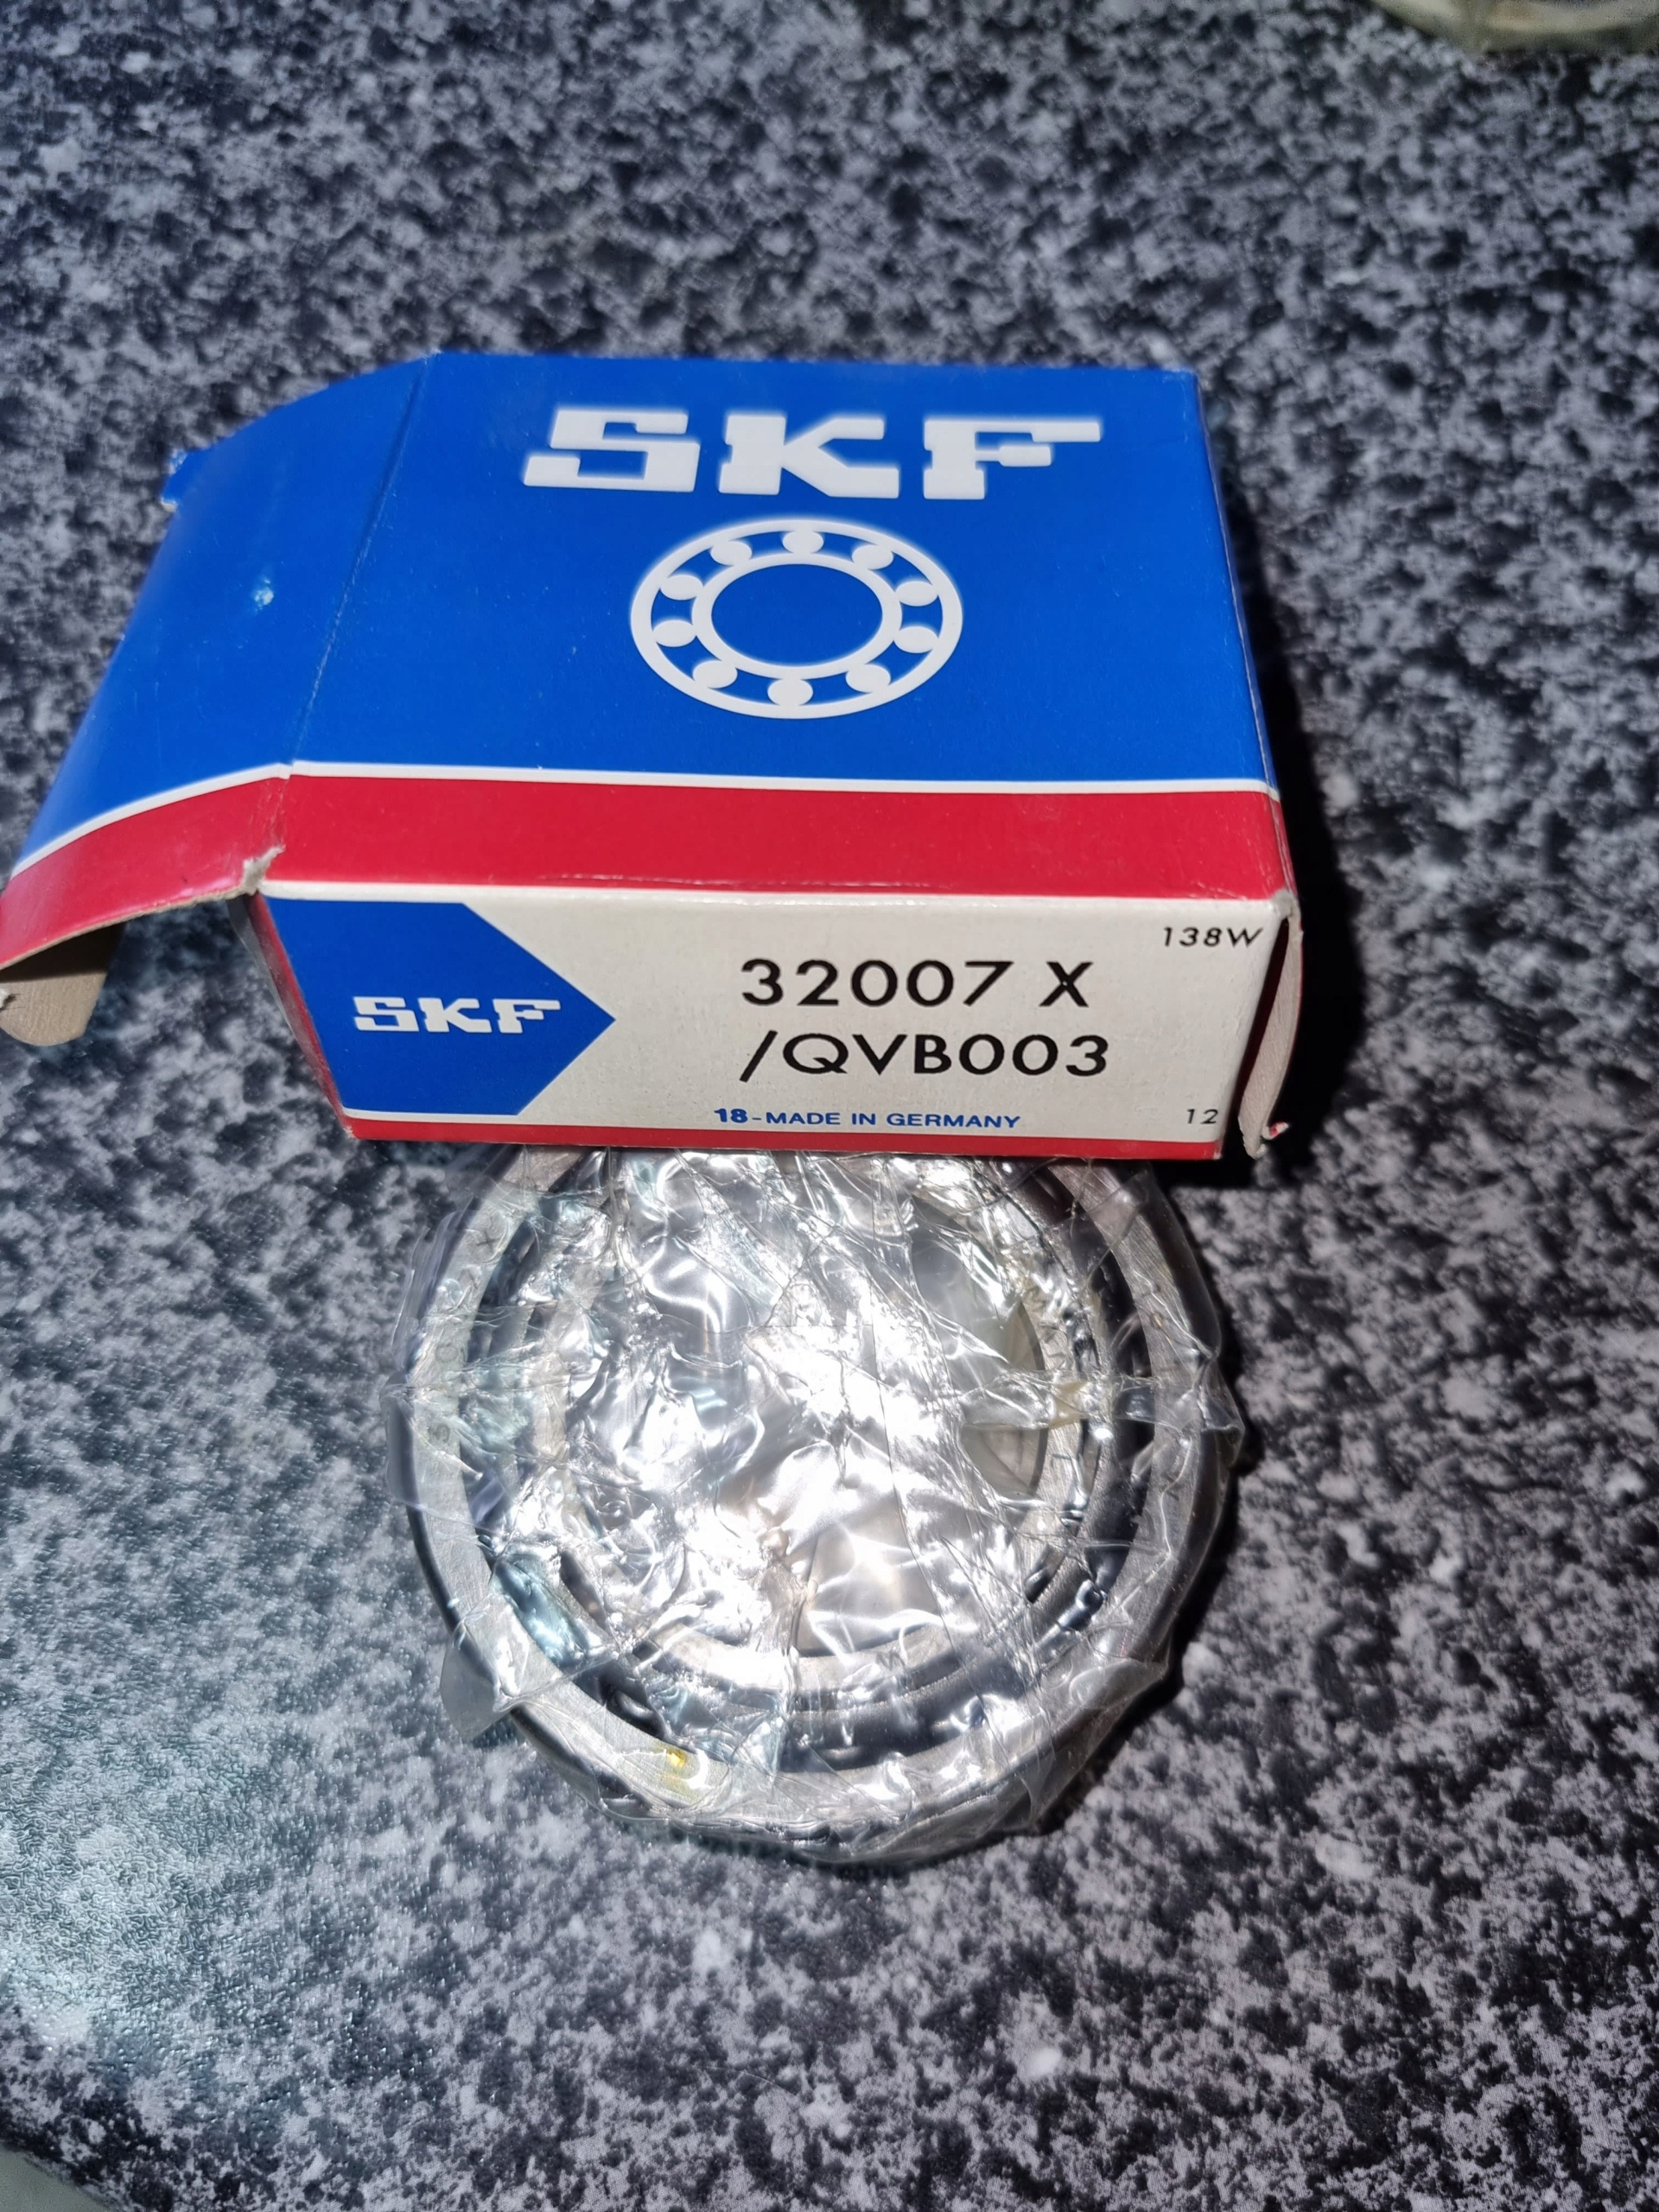 SKF
138W
SKF
32007 X
/QVB003
18-MADE IN GERMANY
12